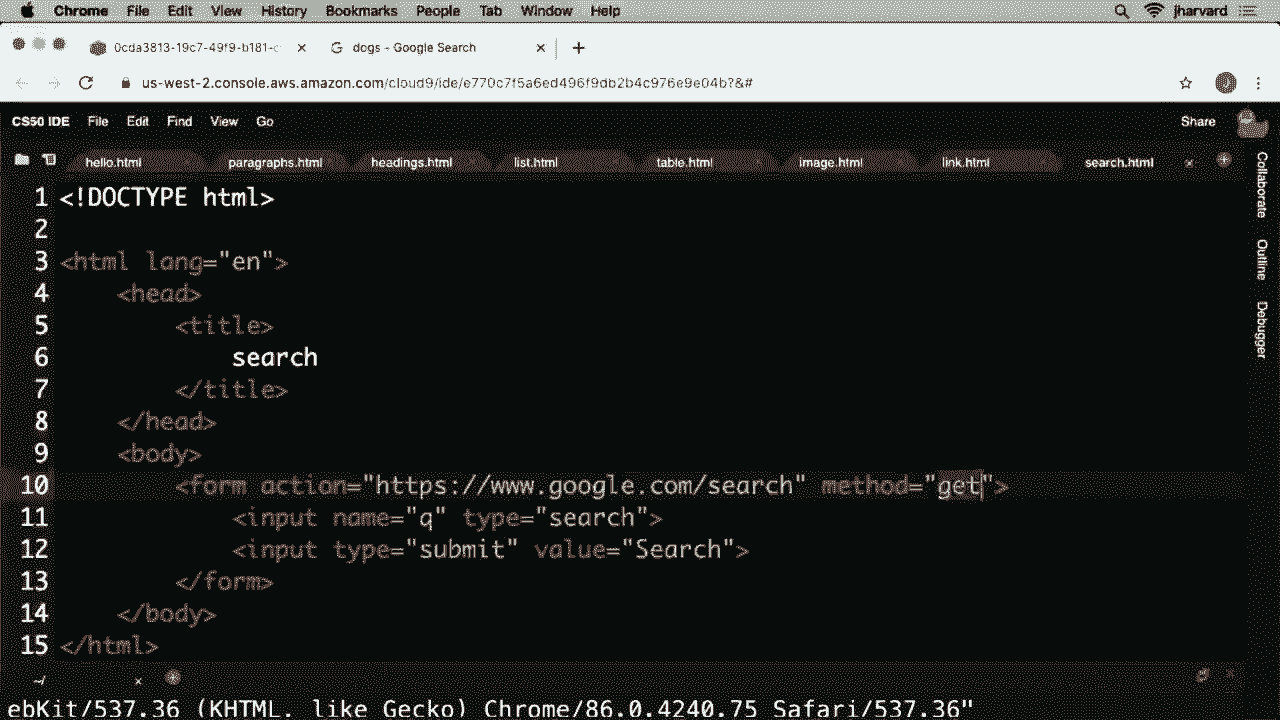 Chrome File Edit View History Bookmarks People Tab Window Help jharvard
0cda3813-19c7-49f9-b181-c dogs - Google Search
us-west-2.console.aws.amazon.com/cloud9/ide/e770c7f5a6ed496f9db2b4c976e9e04b?&#
CS50 IDE File Edit Find View Go Share
hello.html paragraphs.html headings.html list.html table.html image.html link.html search.html
1 <!DOCTYPE html>
2
3 <html lang="en">
4 <head>
5 <title>
6 search
7 </title>
8 </head>
9 <body>
10 <form action="https://www.google.com/search" method="get">
11 <input name="q" type="search">
12 <input type="submit" value="Search">
13 </form>
14 </body>
15 </html>
Collaborate
Outline
Debugger
~/
ebKit/537.36 (KHTML, like Gecko) Chrome/86.0.4240.75 Safari/537.36"